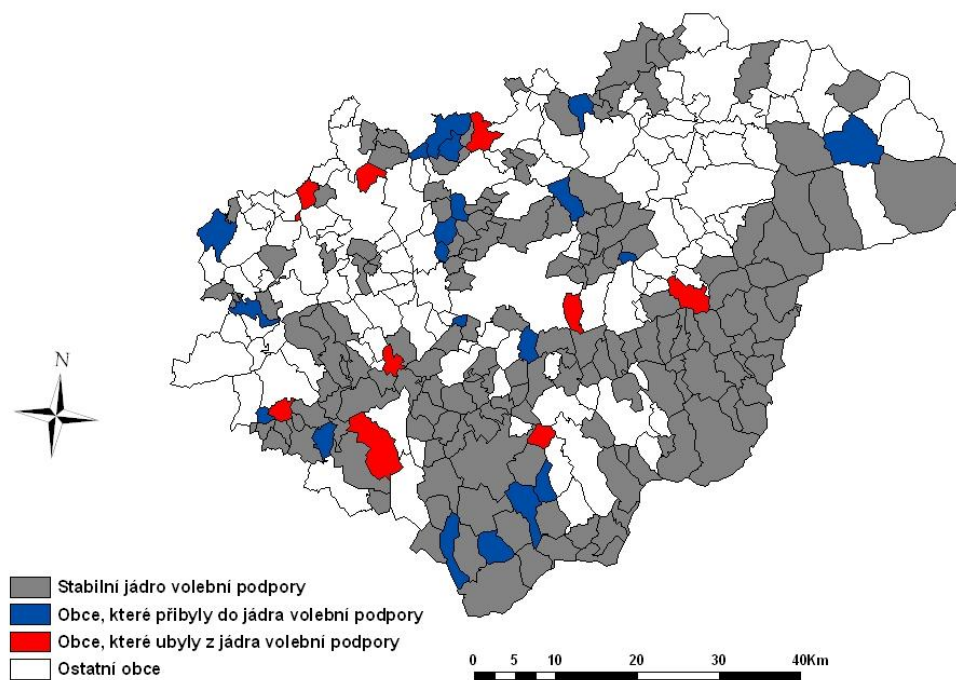 N
Stabilní jádro volební podpory
Obce, které přibyly do jádra volební podpory
Obce, které ubyly z jádra volební podpory
Ostatní obce
0 5 10 20 30 40Km